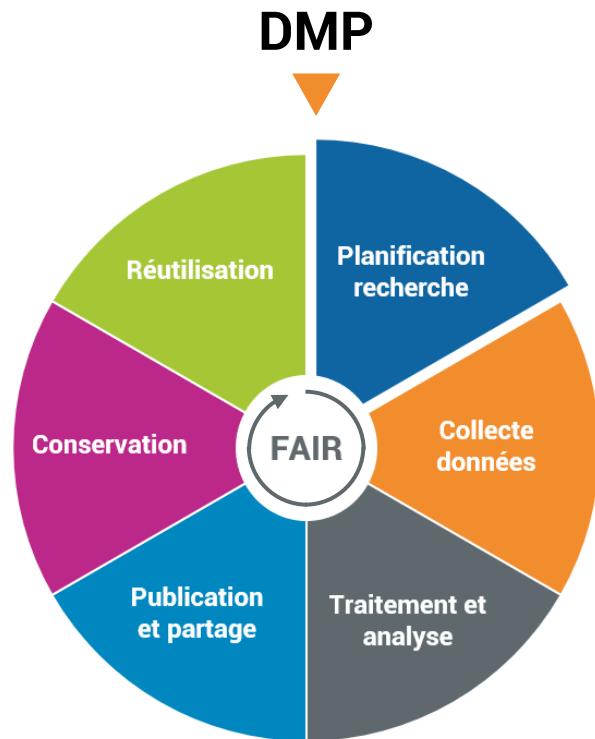 DMP
Planification
recherche
Collecte
données
Traitement et
analyse
Publication
et partage
Conservation
Réutilisation
FAIR